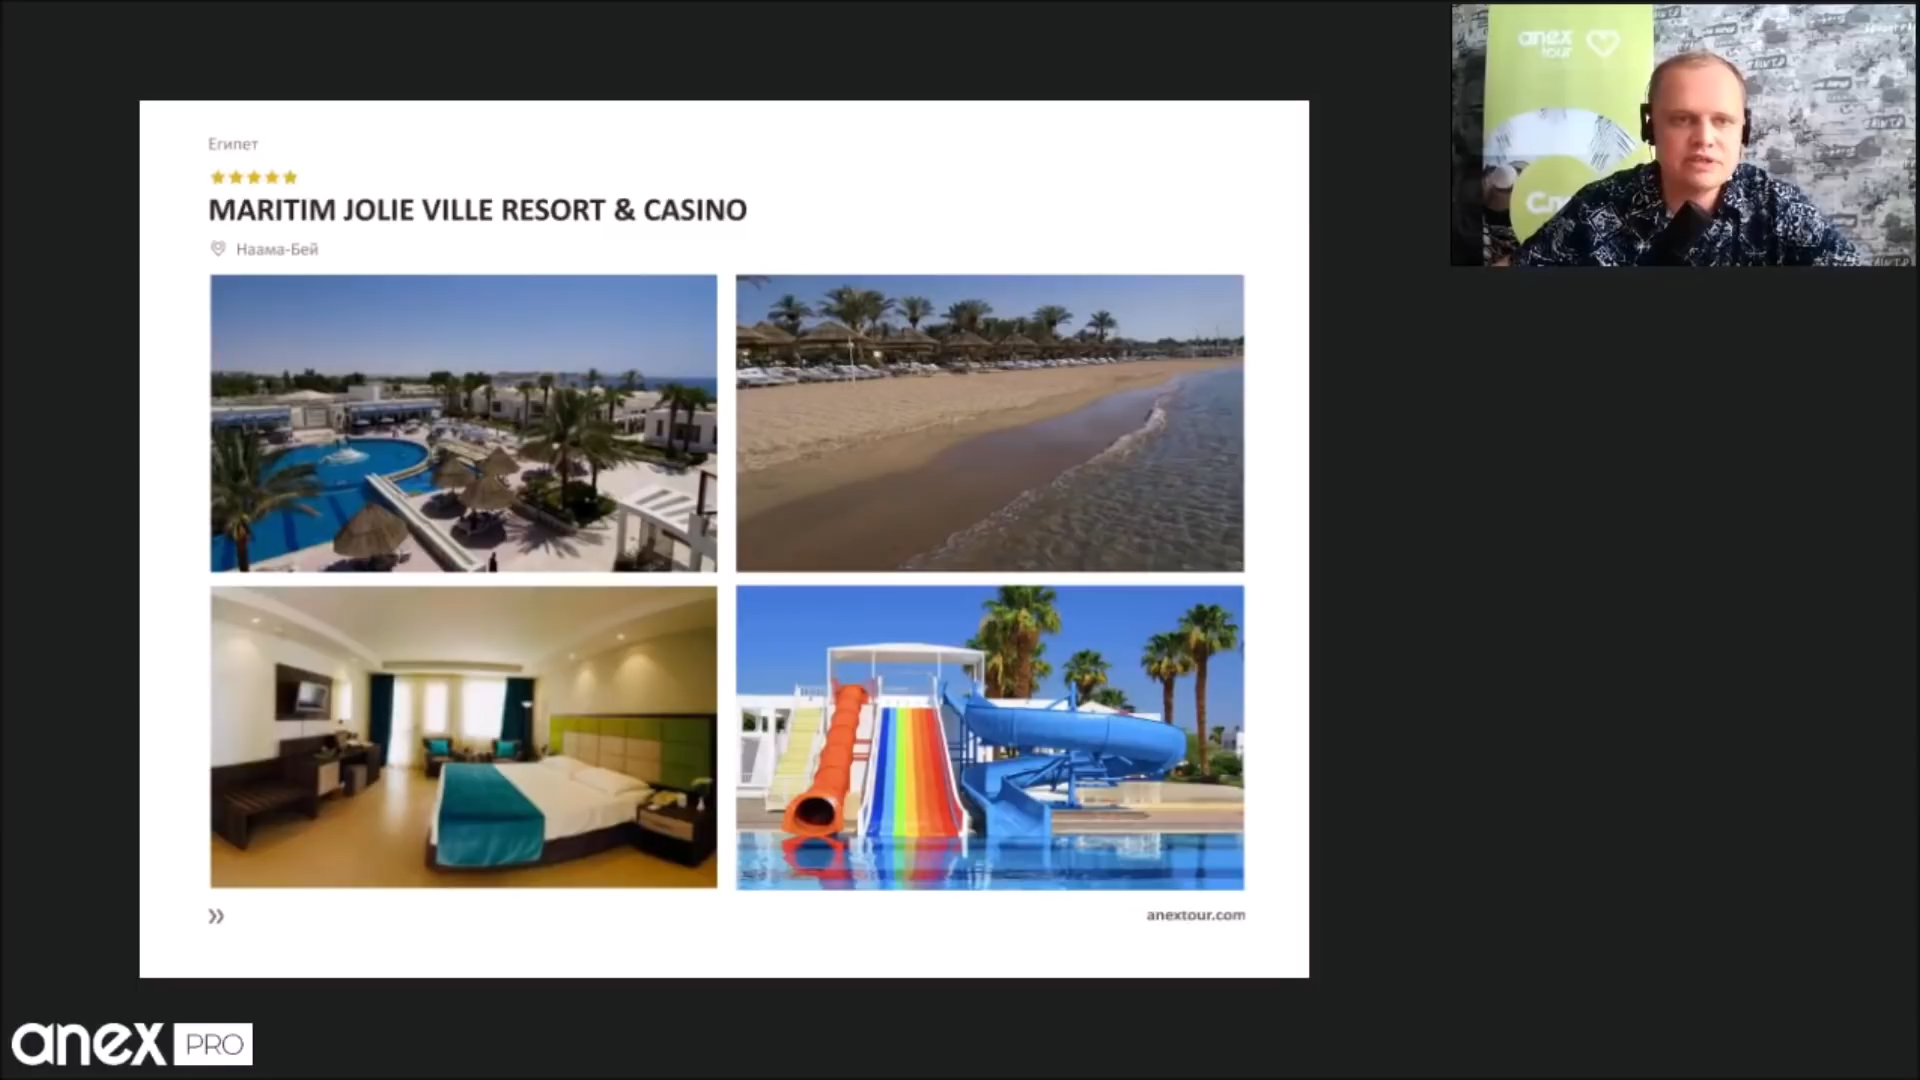 Египет
MARITIM JOLIE VILLE RESORT & CASINO
Наама-Бей
anextour.com
anex PRO
anex
tour